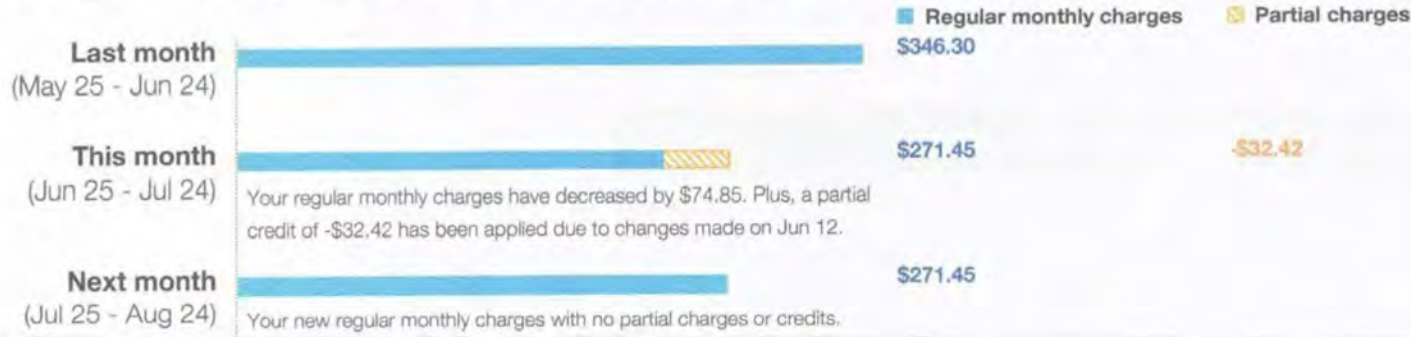 Regular monthly charges Partial charges
Last month $346.30
(May 25 - Jun 24)
This month $271.45 -$32.42
(Jun 25 - Jul 24)
Your regular monthly charges have decreased by $74.85. Plus, a partial
credit of -$32.42 has been applied due to changes made on Jun 12.
Next month $271.45
(Jul 25 - Aug 24)
Your new regular monthly charges with no partial charges or credits.